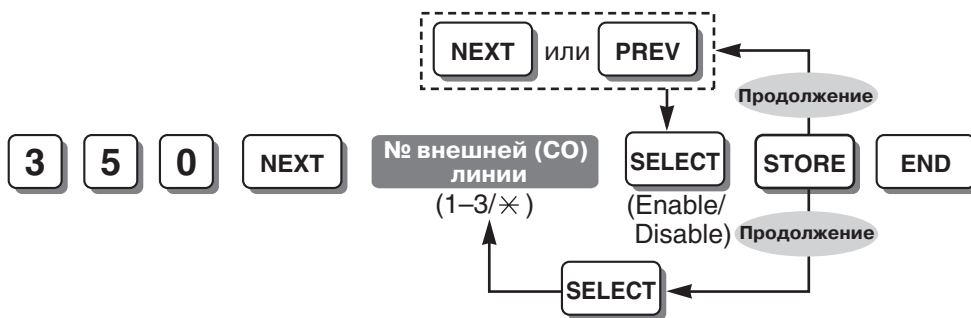 NEXT или PREV
Продолжение
3 5 0 NEXT № внешней (CO) линии SELECT STORE END
(1–3/✳)
(Enable/
Disable)
Продолжение
SELECT